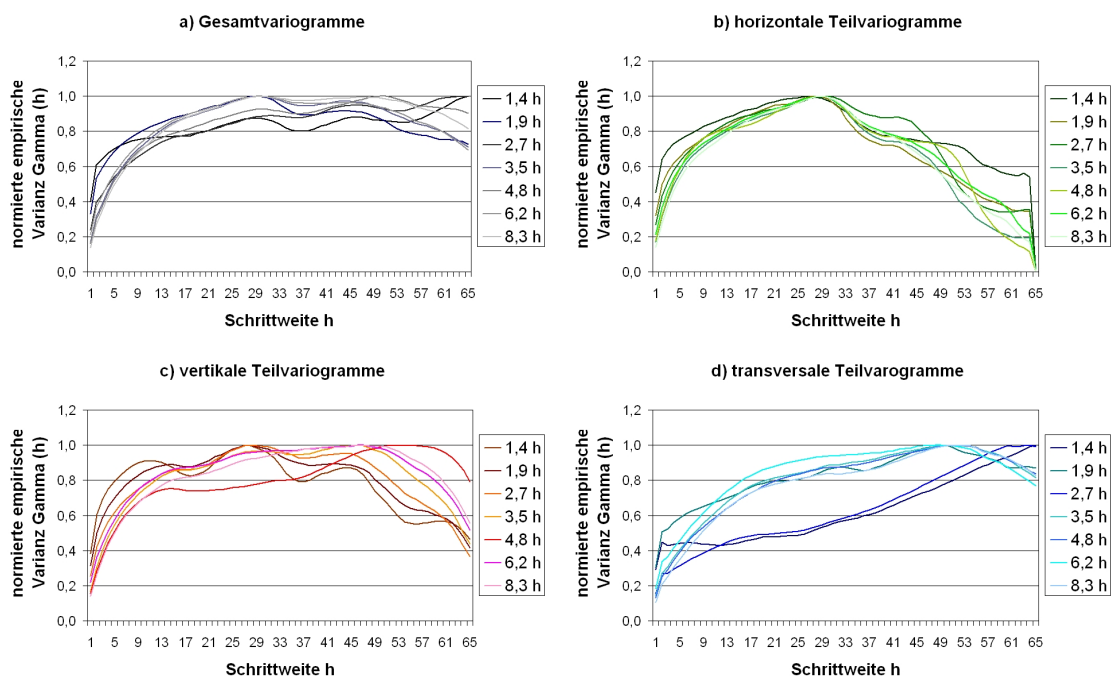 a) Gesamtvariogramme
normierte empirische
Varianz Gamma (h)
1,2
1,0
0,8
0,6
0,4
0,2
0,0
1 5 9 13 17 21 25 29 33 37 41 45 49 53 57 61 65
Schrittweite h
1,4 h
1,9 h
2,7 h
3,5 h
4,8 h
6,2 h
8,3 h
b) horizontale Teilvariogramme
normierte empirische
Varianz Gamma (h)
1,2
1,0
0,8
0,6
0,4
0,2
0,0
1 5 9 13 17 21 25 29 33 37 41 45 49 53 57 61 65
Schrittweite h
1,4 h
1,9 h
2,7 h
3,5 h
4,8 h
6,2 h
8,3 h
c) vertikale Teilvariogramme
normierte empirische
Varianz Gamma (h)
1,2
1,0
0,8
0,6
0,4
0,2
0,0
1 5 9 13 17 21 25 29 33 37 41 45 49 53 57 61 65
Schrittweite h
1,4 h
1,9 h
2,7 h
3,5 h
4,8 h
6,2 h
8,3 h
d) transversale Teilvarogramme
normierte empirische
Varianz Gamma (h)
1,2
1,0
0,8
0,6
0,4
0,2
0,0
1 5 9 13 17 21 25 29 33 37 41 45 49 53 57 61 65
Schrittweite h
1,4 h
1,9 h
2,7 h
3,5 h
4,8 h
6,2 h
8,3 h